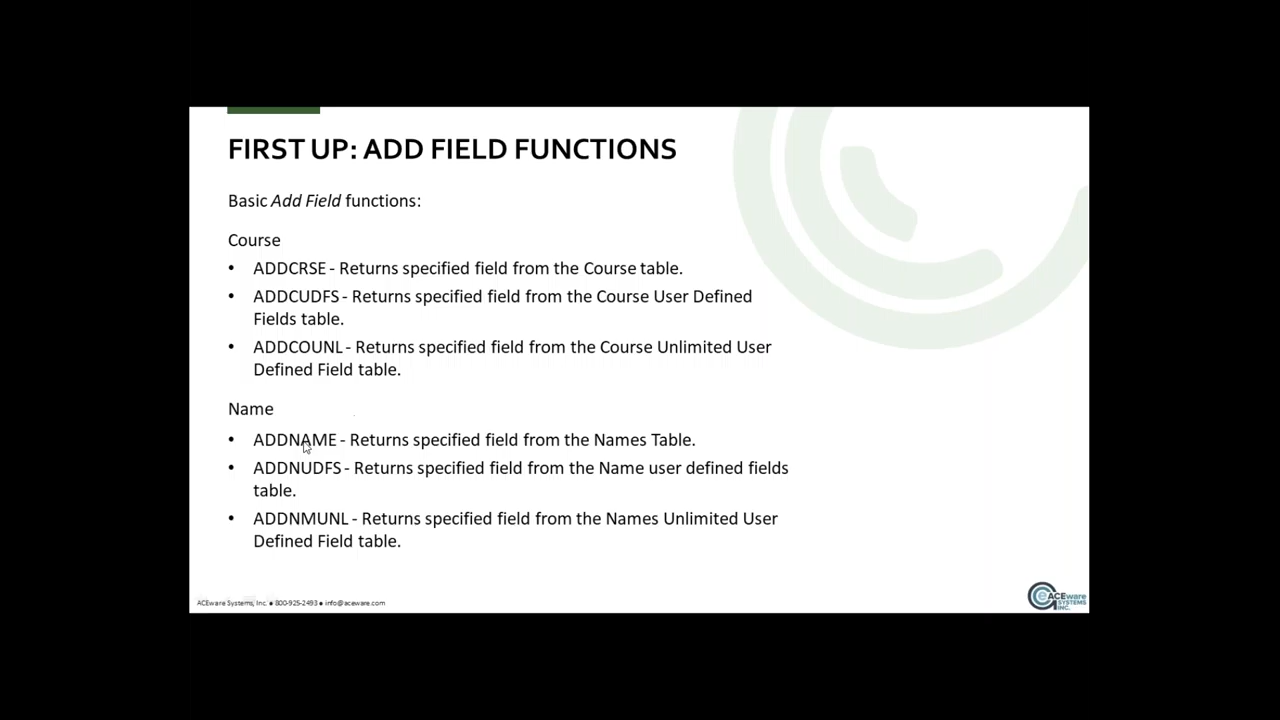 FIRST UP: ADD FIELD FUNCTIONS
Basic Add Field functions:
Course
• ADDCRSE - Returns specified field from the Course table.
• ADDCUDFS - Returns specified field from the Course User Defined
Fields table.
• ADDCOUNL - Returns specified field from the Course Unlimited User
Defined Field table.
Name
• ADDNAME - Returns specified field from the Names Table.
• ADDNUDFS - Returns specified field from the Name user defined fields
table.
• ADDNMUNL - Returns specified field from the Names Unlimited User
Defined Field table.
ACEware Systems, Inc. ● 800-925-2493 ● info@aceware.com
ACEware
SYSTEMS
INC.